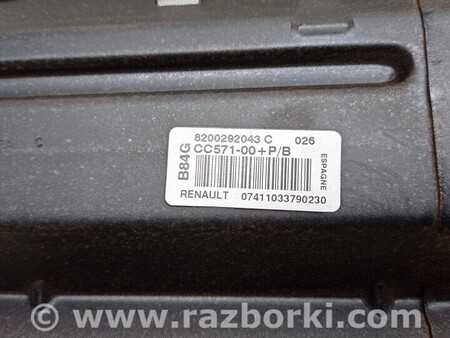 8200292043 C 026
CC571-00+P/B
B84G
ESPAGNE
RENAULT 07411033790230
© www.razborki.com